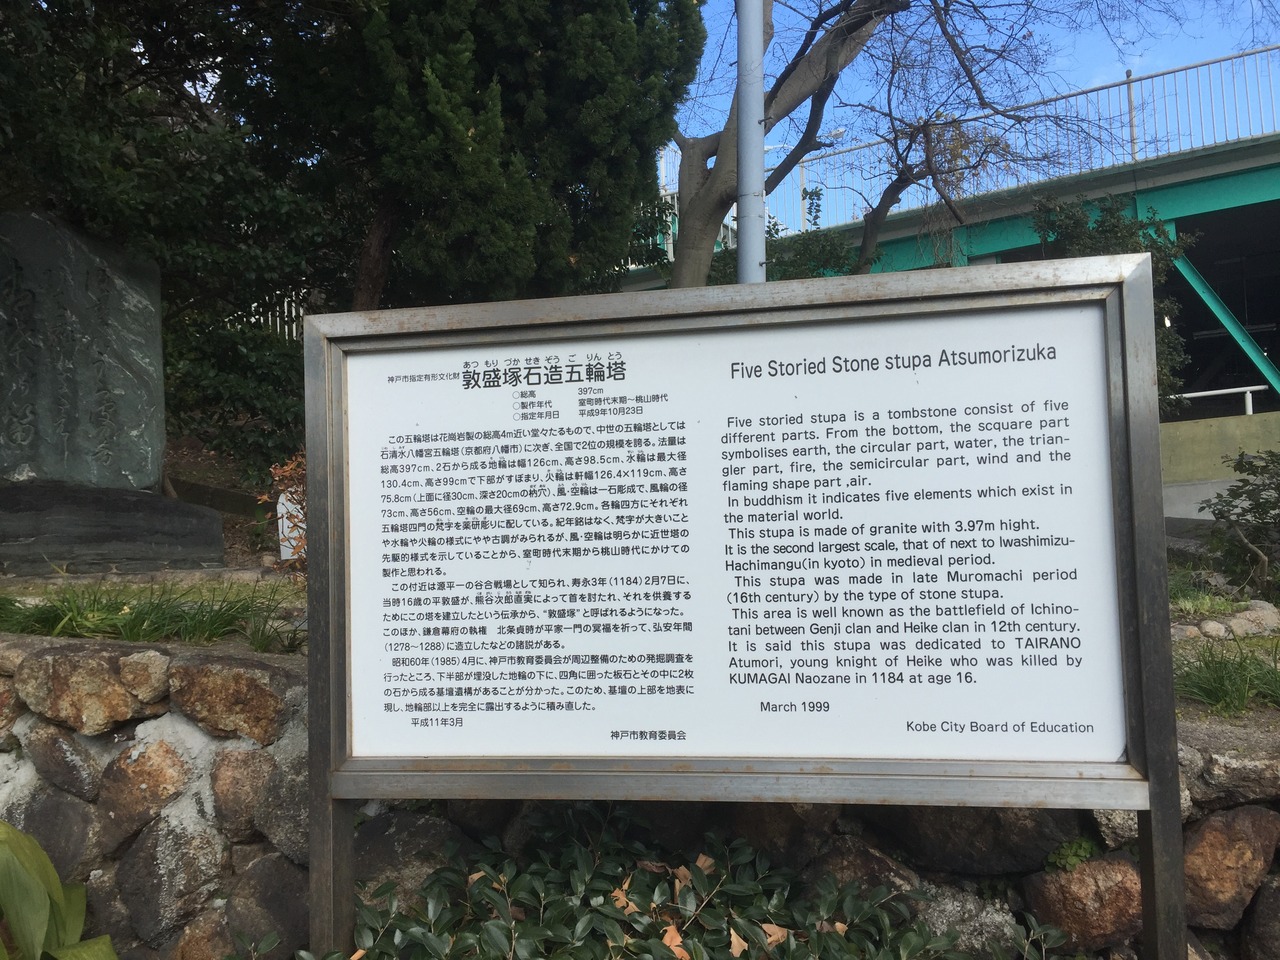 あつ もり づか せき ぞう ご りん とう
神戸市指定有形文化財 敦盛塚石造五輪塔
○総高 397cm
○製作年代 室町時代末期～桃山時代
○指定年月日 平成9年10月23日
この五輪塔は花崗岩製の総高4m近い堂々たるもので、中世の五輪塔としては
石清水八幡宮五輪塔(京都府八幡市)に次ぎ、全国で2位の規模を誇る。法量は
総高397cm、2石から成る地輪は幅126cm、高さ98.5cm、水輪は最大径
130.4cm、高さ99cmで下部がすぼまり、火輪は軒幅126.4×119cm、高さ
75.8cm(上面に径30cm、深さ20cmの枘穴)、風・空輪は一石彫成で、風輪の径
73cm、高さ56cm、空輪の最大径69cm、高さ72.9cm。各輪四方にそれぞれ
五輪塔四門の梵字を薬研彫りに配している。紀年銘はなく、梵字が大きいこと
や水輪や火輪の様式にやや古調がみられるが、風・空輪は明らかに近世塔の
先駆的様式を示していることから、室町時代末期から桃山時代にかけての
製作と思われる。
この付近は源平一の谷合戦場として知られ、寿永3年(1184)2月7日に、
当時16歳の平敦盛が、熊谷次郎直実によって首を討たれ、それを供養する
ためにこの塔を建立したという伝承から、“敦盛塚”と呼ばれるようになった。
このほか、鎌倉幕府の執権 北条貞時が平家一門の冥福を祈って、弘安年間
(1278～1288)に造立したなどの諸説がある。
昭和60年(1985)4月に、神戸市教育委員会が周辺整備のための発掘調査を
行ったところ、下半部が埋没した地輪の下に、四角に囲った板石とその中に2枚
の石から成る基壇遺構があることが分かった。このため、基壇の上部を地表に
現し、地輪部以上を完全に露出するように積み直した。
平成11年3月
神戸市教育委員会
Five Storied Stone stupa Atsumorizuka
Five storied stupa is a tombstone consist of five
different parts. From the bottom, the scquare part
symbolises earth, the circular part, water, the trian-
gler part, fire, the semicircular part, wind and the
flaming shape part ,air.
In buddhism it indicates five elements which exist in
the material world.
This stupa is made of granite with 3.97m hight.
It is the second largest scale, that of next to Iwashimizu-
Hachimangu(in kyoto) in medieval period.
This stupa was made in late Muromachi period
(16th century) by the type of stone stupa.
This area is well known as the battlefield of Ichino-
tani between Genji clan and Heike clan in 12th century.
It is said this stupa was dedicated to TAIRANO
Atumori, young knight of Heike who was killed by
KUMAGAI Naozane in 1184 at age 16.
March 1999
Kobe City Board of Education